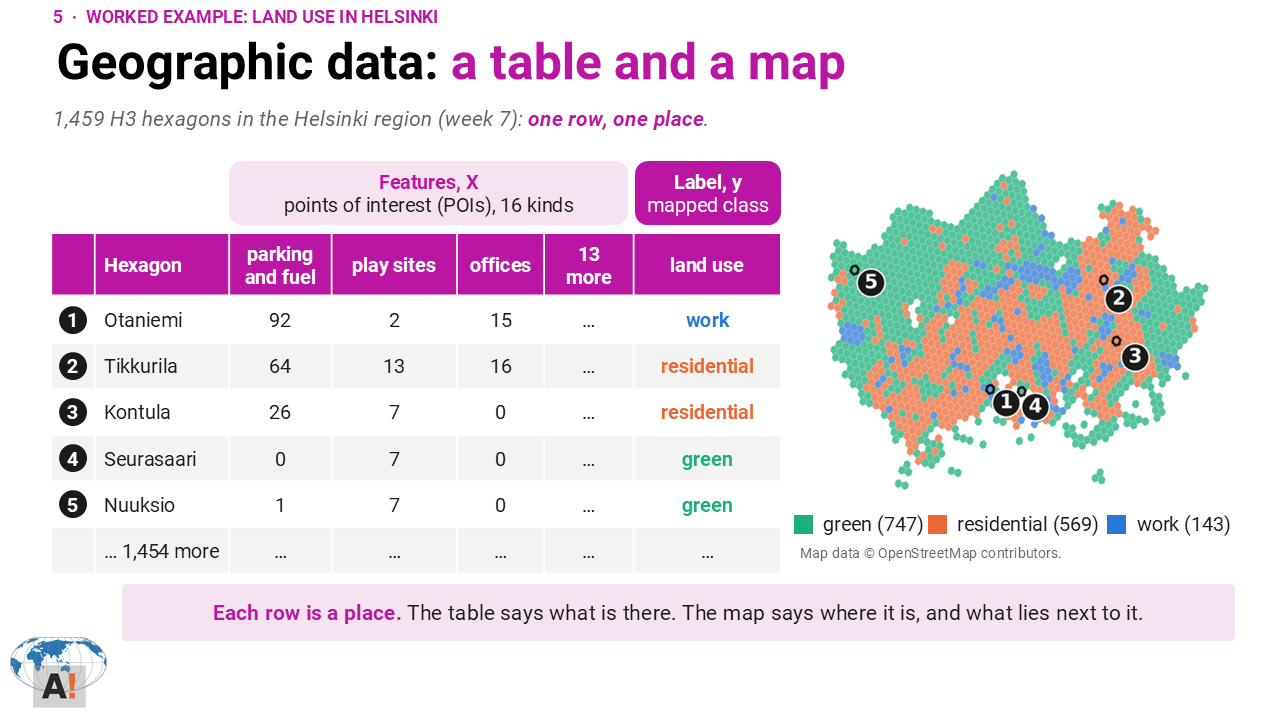 5 · WORKED EXAMPLE: LAND USE IN HELSINKI
Geographic data: a table and a map
1,459 H3 hexagons in the Helsinki region (week 7): one row, one place.
Features, X
points of interest (POIs), 16 kinds
Label, y
mapped class
Hexagon parking and fuel play sites offices 13 more land use
1 Otaniemi 92 2 15 ... work
2 Tikkurila 64 13 16 ... residential
3 Kontula 26 7 0 ... residential
4 Seurasaari 0 7 0 ... green
5 Nuuksio 1 7 0 ... green
... 1,454 more ... ... ... ... ...
5
2
3
1 4
green (747) residential (569) work (143)
Map data © OpenStreetMap contributors.
Each row is a place. The table says what is there. The map says where it is, and what lies next to it.
A!